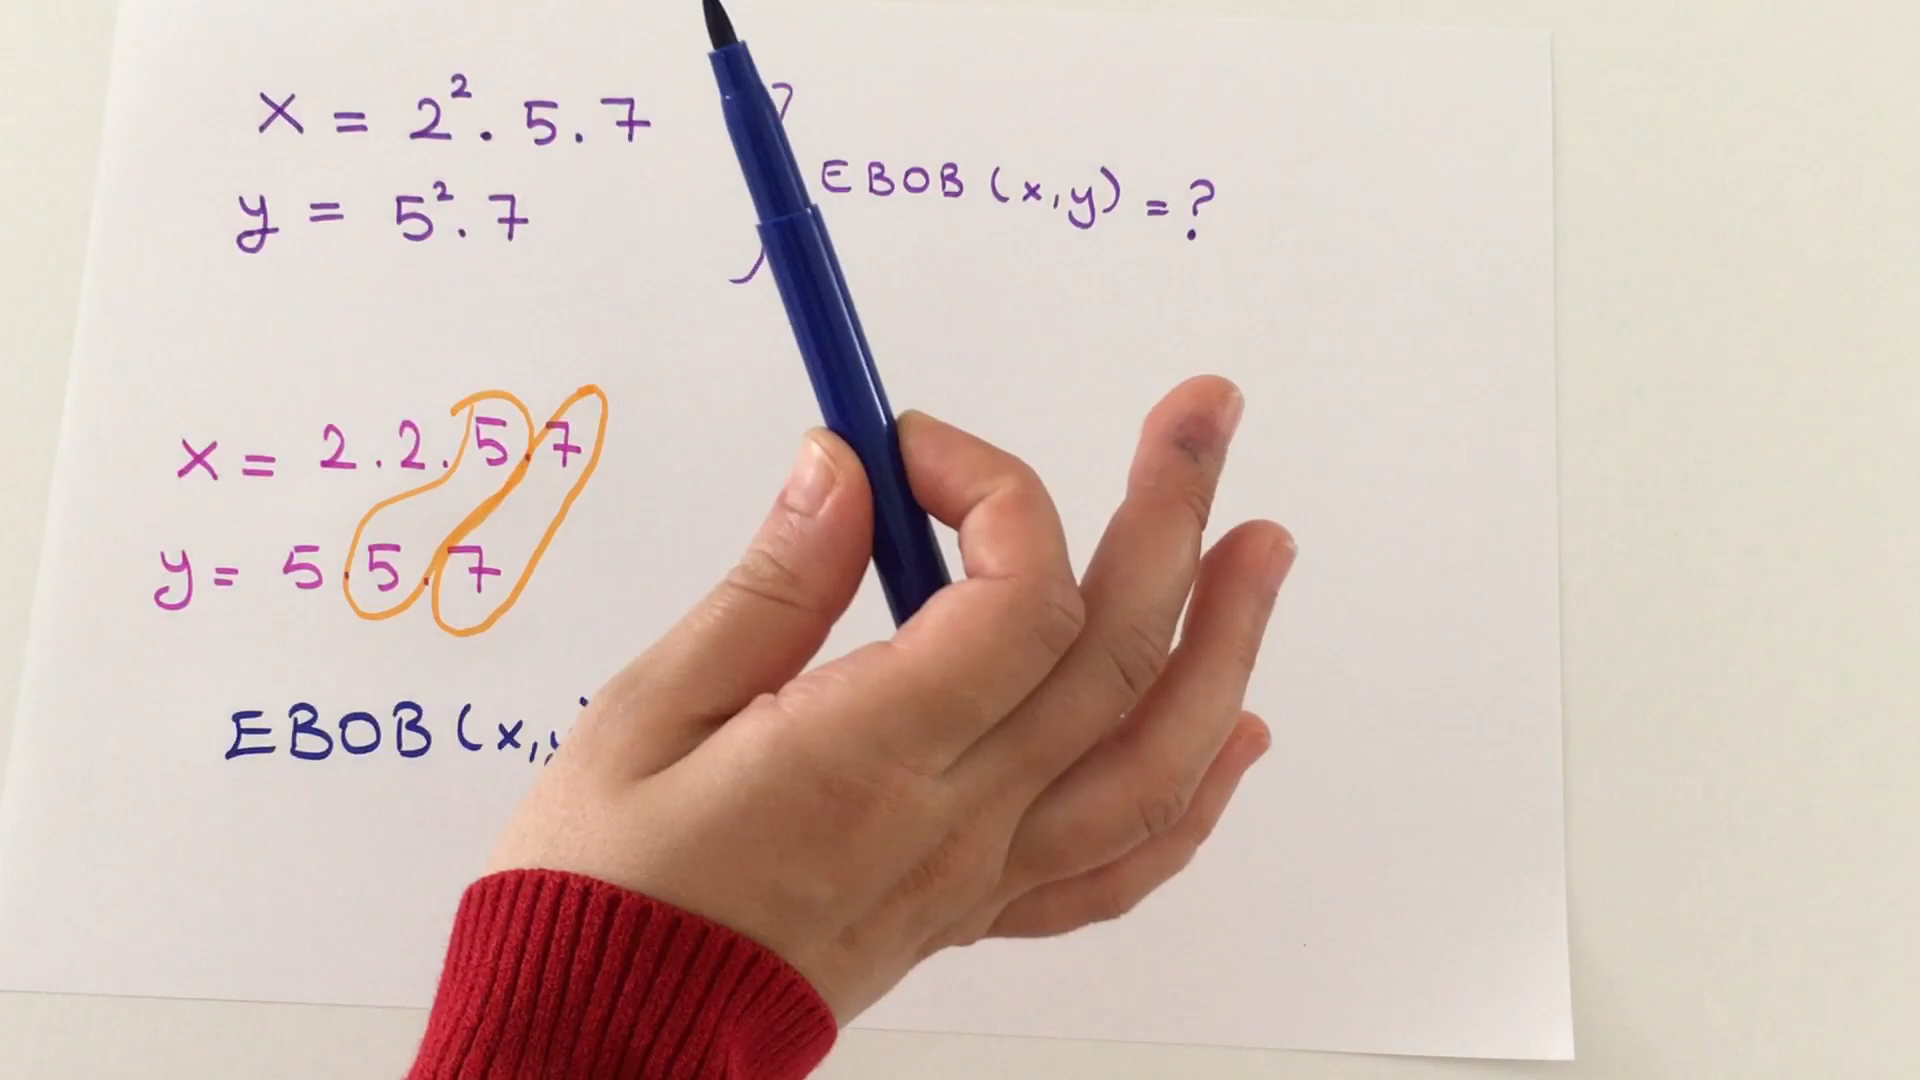 x = 2². 5. 7
y = 5². 7
EBOB (x,y) = ?
x = 2.2.5.7
y = 5.5.7
EBOB (x,y